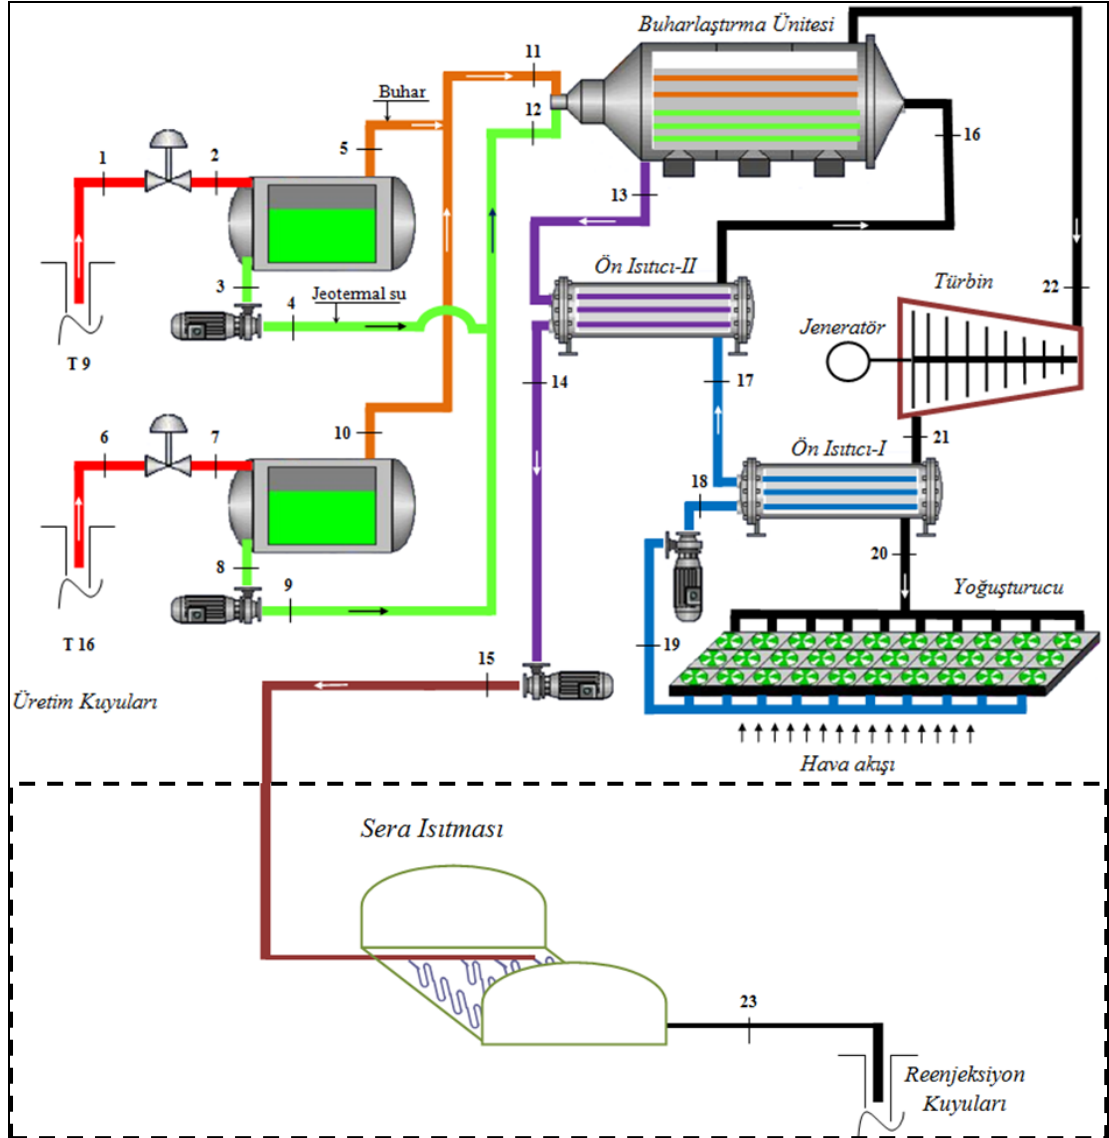 Buharlaştırma Ünitesi
11
Buhar
12
5
16
1
2
13
Ön Isıtıcı-II
3
4
Jeotermal su
22
Türbin
Jeneratör
T 9
14
17
6
7
10
21
Ön Isıtıcı-I
18
8
9
20
Yoğuşturucu
T 16
19
15
Üretim Kuyuları
Hava akışı
Sera Isıtması
23
Reenjeksiyon
Kuyuları